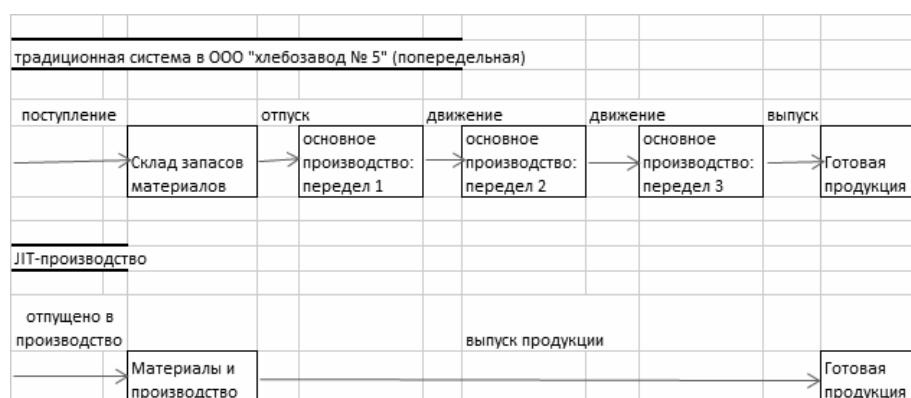 традиционная система в ООО "хлебозавод № 5" (попередельная)
поступление отпуск движение движение выпуск
Склад запасов материалов
основное производство: передел 1
основное производство: передел 2
основное производство: передел 3
Готовая продукция
JIT-производство
отпущено в производство
выпуск продукции
Материалы и производство
Готовая продукция